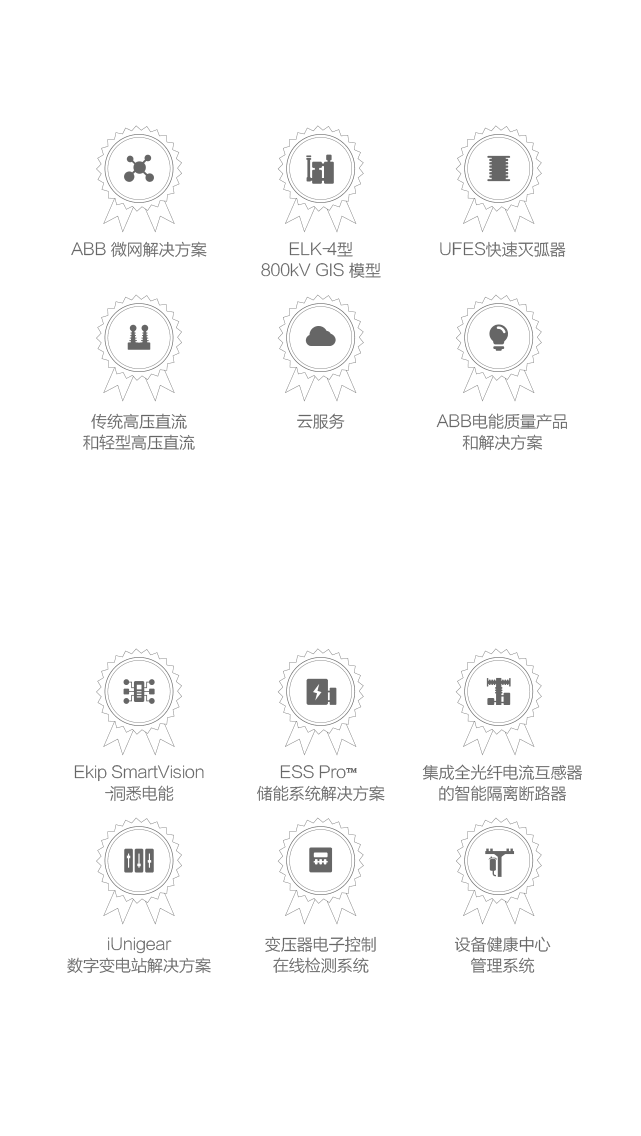 ABB 微网解决方案
ELK-4型
800kV GIS 模型
UFES快速灭弧器
传统高压直流
和轻型高压直流
云服务
ABB电能质量产品
和解决方案
Ekip SmartVision
-洞悉电能
ESS Pro™
储能系统解决方案
集成全光纤电流互感器
的智能隔离断路器
iUnigear
数字变电站解决方案
变压器电子控制
在线检测系统
设备健康中心
管理系统